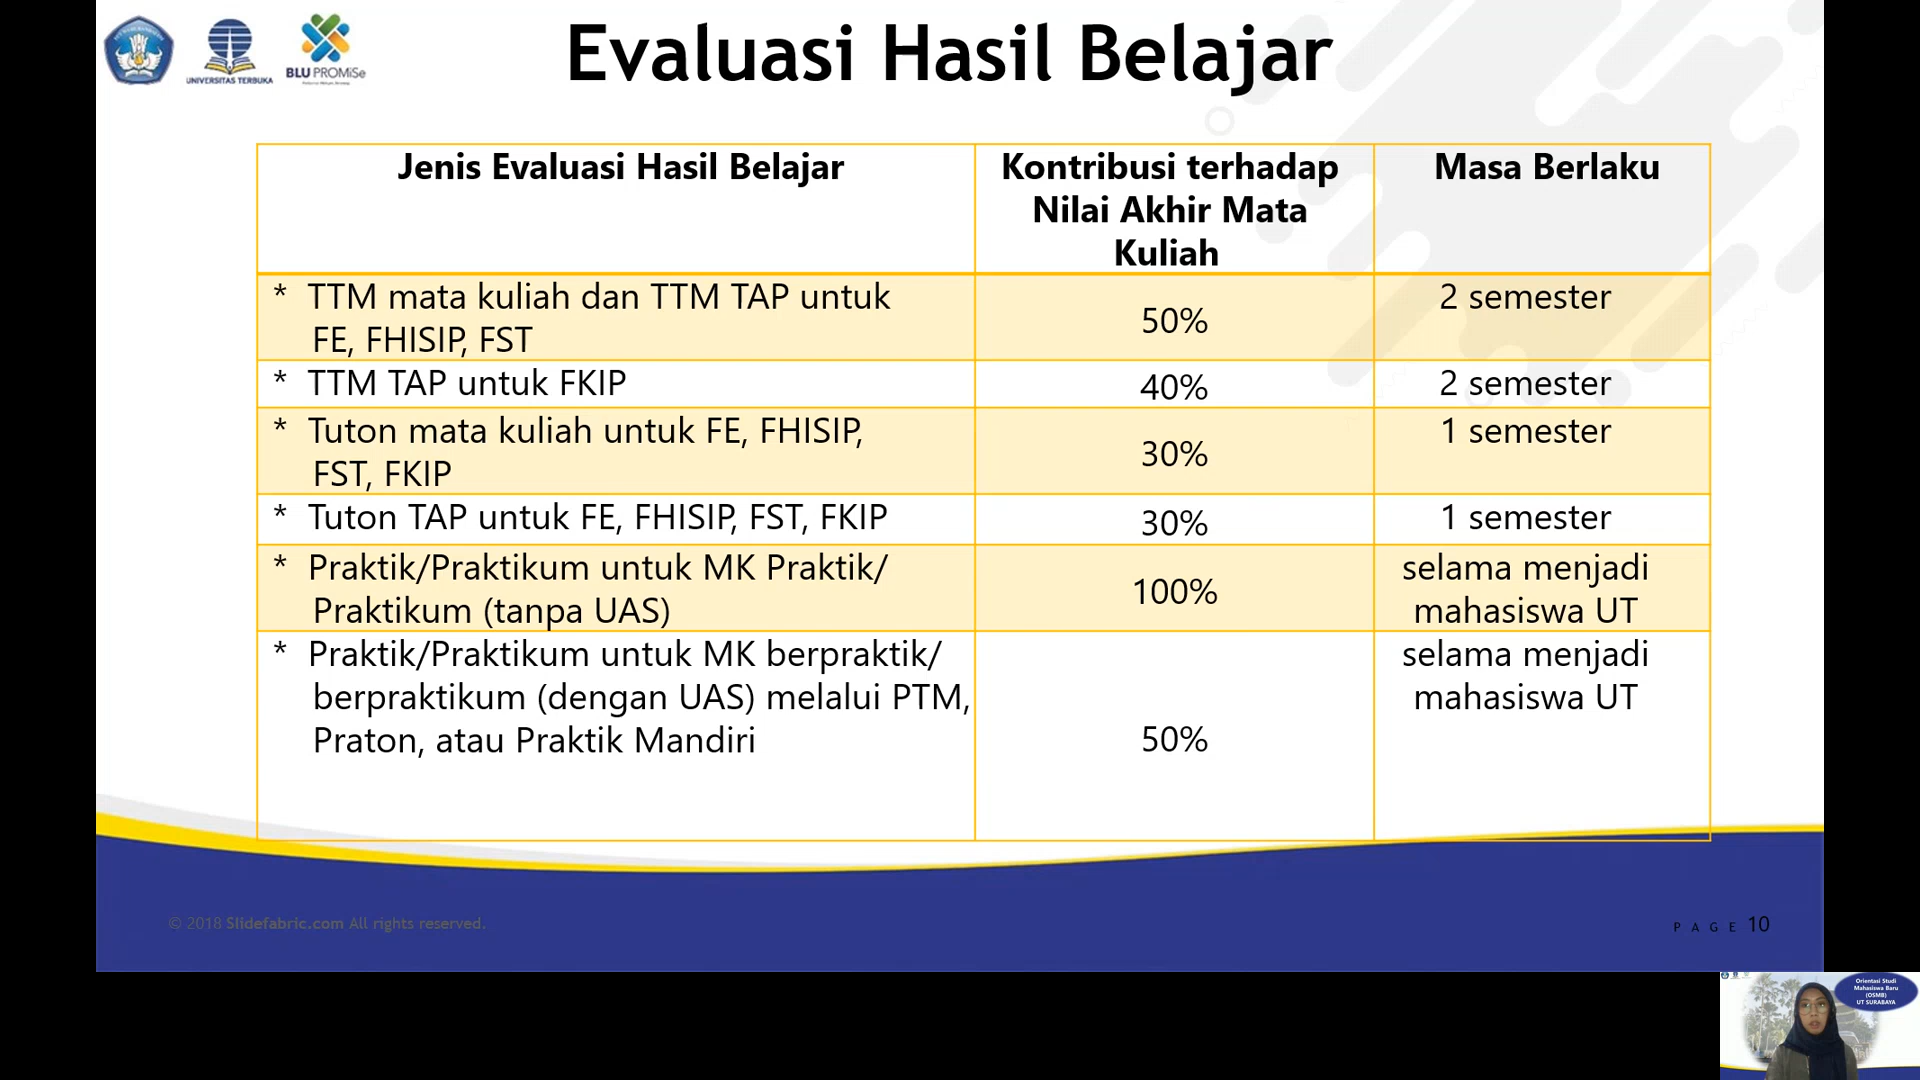 Evaluasi Hasil Belajar
UNIVERSITAS TERBUKA
BLU PROMiSe
Jenis Evaluasi Hasil Belajar
Kontribusi terhadap
Nilai Akhir Mata
Kuliah
Masa Berlaku
* TTM mata kuliah dan TTM TAP untuk
FE, FHISIP, FST
50%
2 semester
* TTM TAP untuk FKIP
40%
2 semester
* Tuton mata kuliah untuk FE, FHISIP,
FST, FKIP
30%
1 semester
* Tuton TAP untuk FE, FHISIP, FST, FKIP
30%
1 semester
* Praktik/Praktikum untuk MK Praktik/
Praktikum (tanpa UAS)
100%
selama menjadi
mahasiswa UT
* Praktik/Praktikum untuk MK berpraktik/
berpraktikum (dengan UAS) melalui PTM,
Praton, atau Praktik Mandiri
50%
selama menjadi
mahasiswa UT
© 2018 Slidefabric.com All rights reserved.
PAGE 10
Orientasi Studi
Mahasiswa Baru
(OSMB)
UT SURABAYA